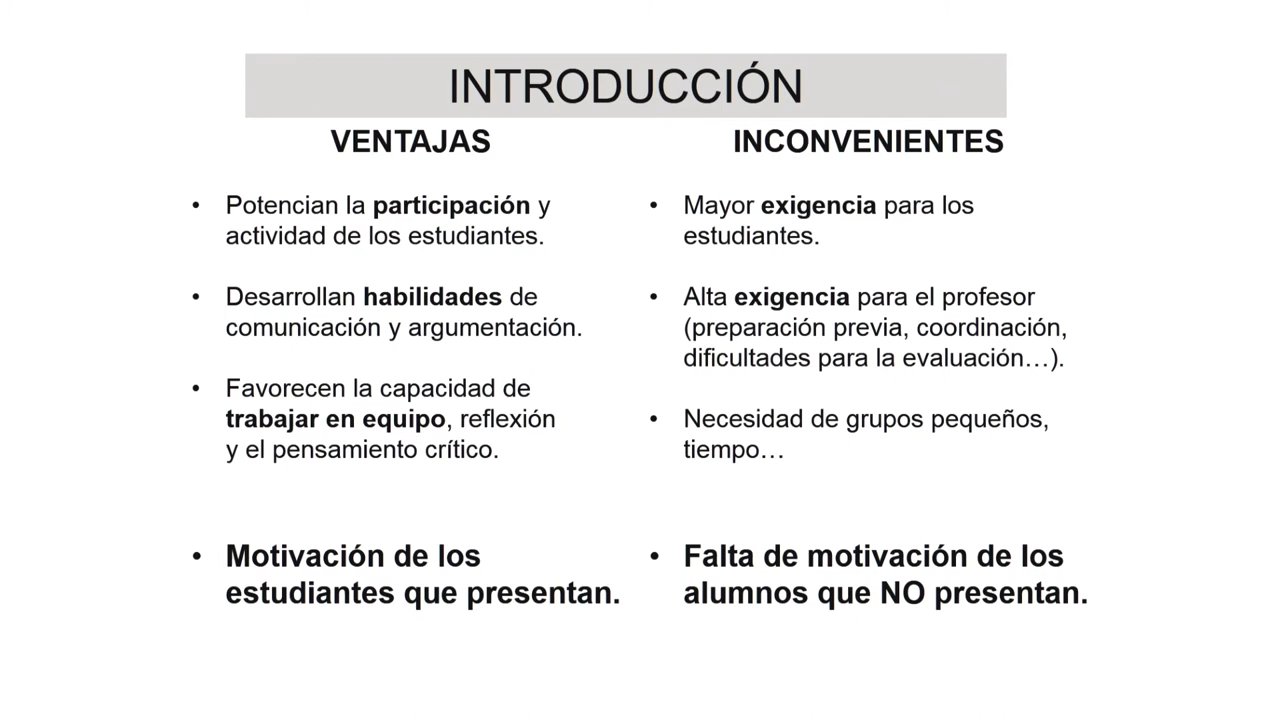 INTRODUCCIÓN
VENTAJAS
• Potencian la participación y
actividad de los estudiantes.
• Desarrollan habilidades de
comunicación y argumentación.
• Favorecen la capacidad de
trabajar en equipo, reflexión
y el pensamiento crítico.
• Motivación de los
estudiantes que presentan.
INCONVENIENTES
• Mayor exigencia para los
estudiantes.
• Alta exigencia para el profesor
(preparación previa, coordinación,
dificultades para la evaluación…).
• Necesidad de grupos pequeños,
tiempo…
• Falta de motivación de los
alumnos que NO presentan.